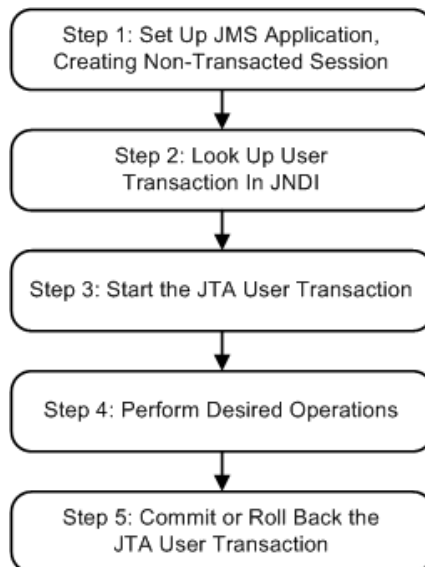 Step 1: Set Up JMS Application,
Creating Non-Transacted Session
Step 2: Look Up User
Transaction In JNDI
Step 3: Start the JTA User Transaction
Step 4: Perform Desired Operations
Step 5: Commit or Roll Back the
JTA User Transaction